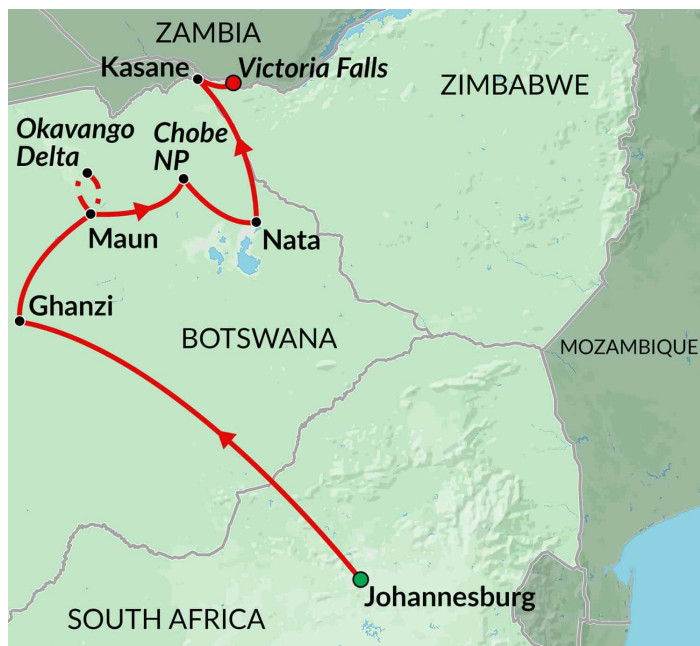 ZAMBIA
Kasane
Victoria Falls
ZIMBABWE
Okavango
Delta
Chobe
NP
Maun
Nata
Ghanzi
BOTSWANA
MOZAMBIQUE
Johannesburg
SOUTH AFRICA